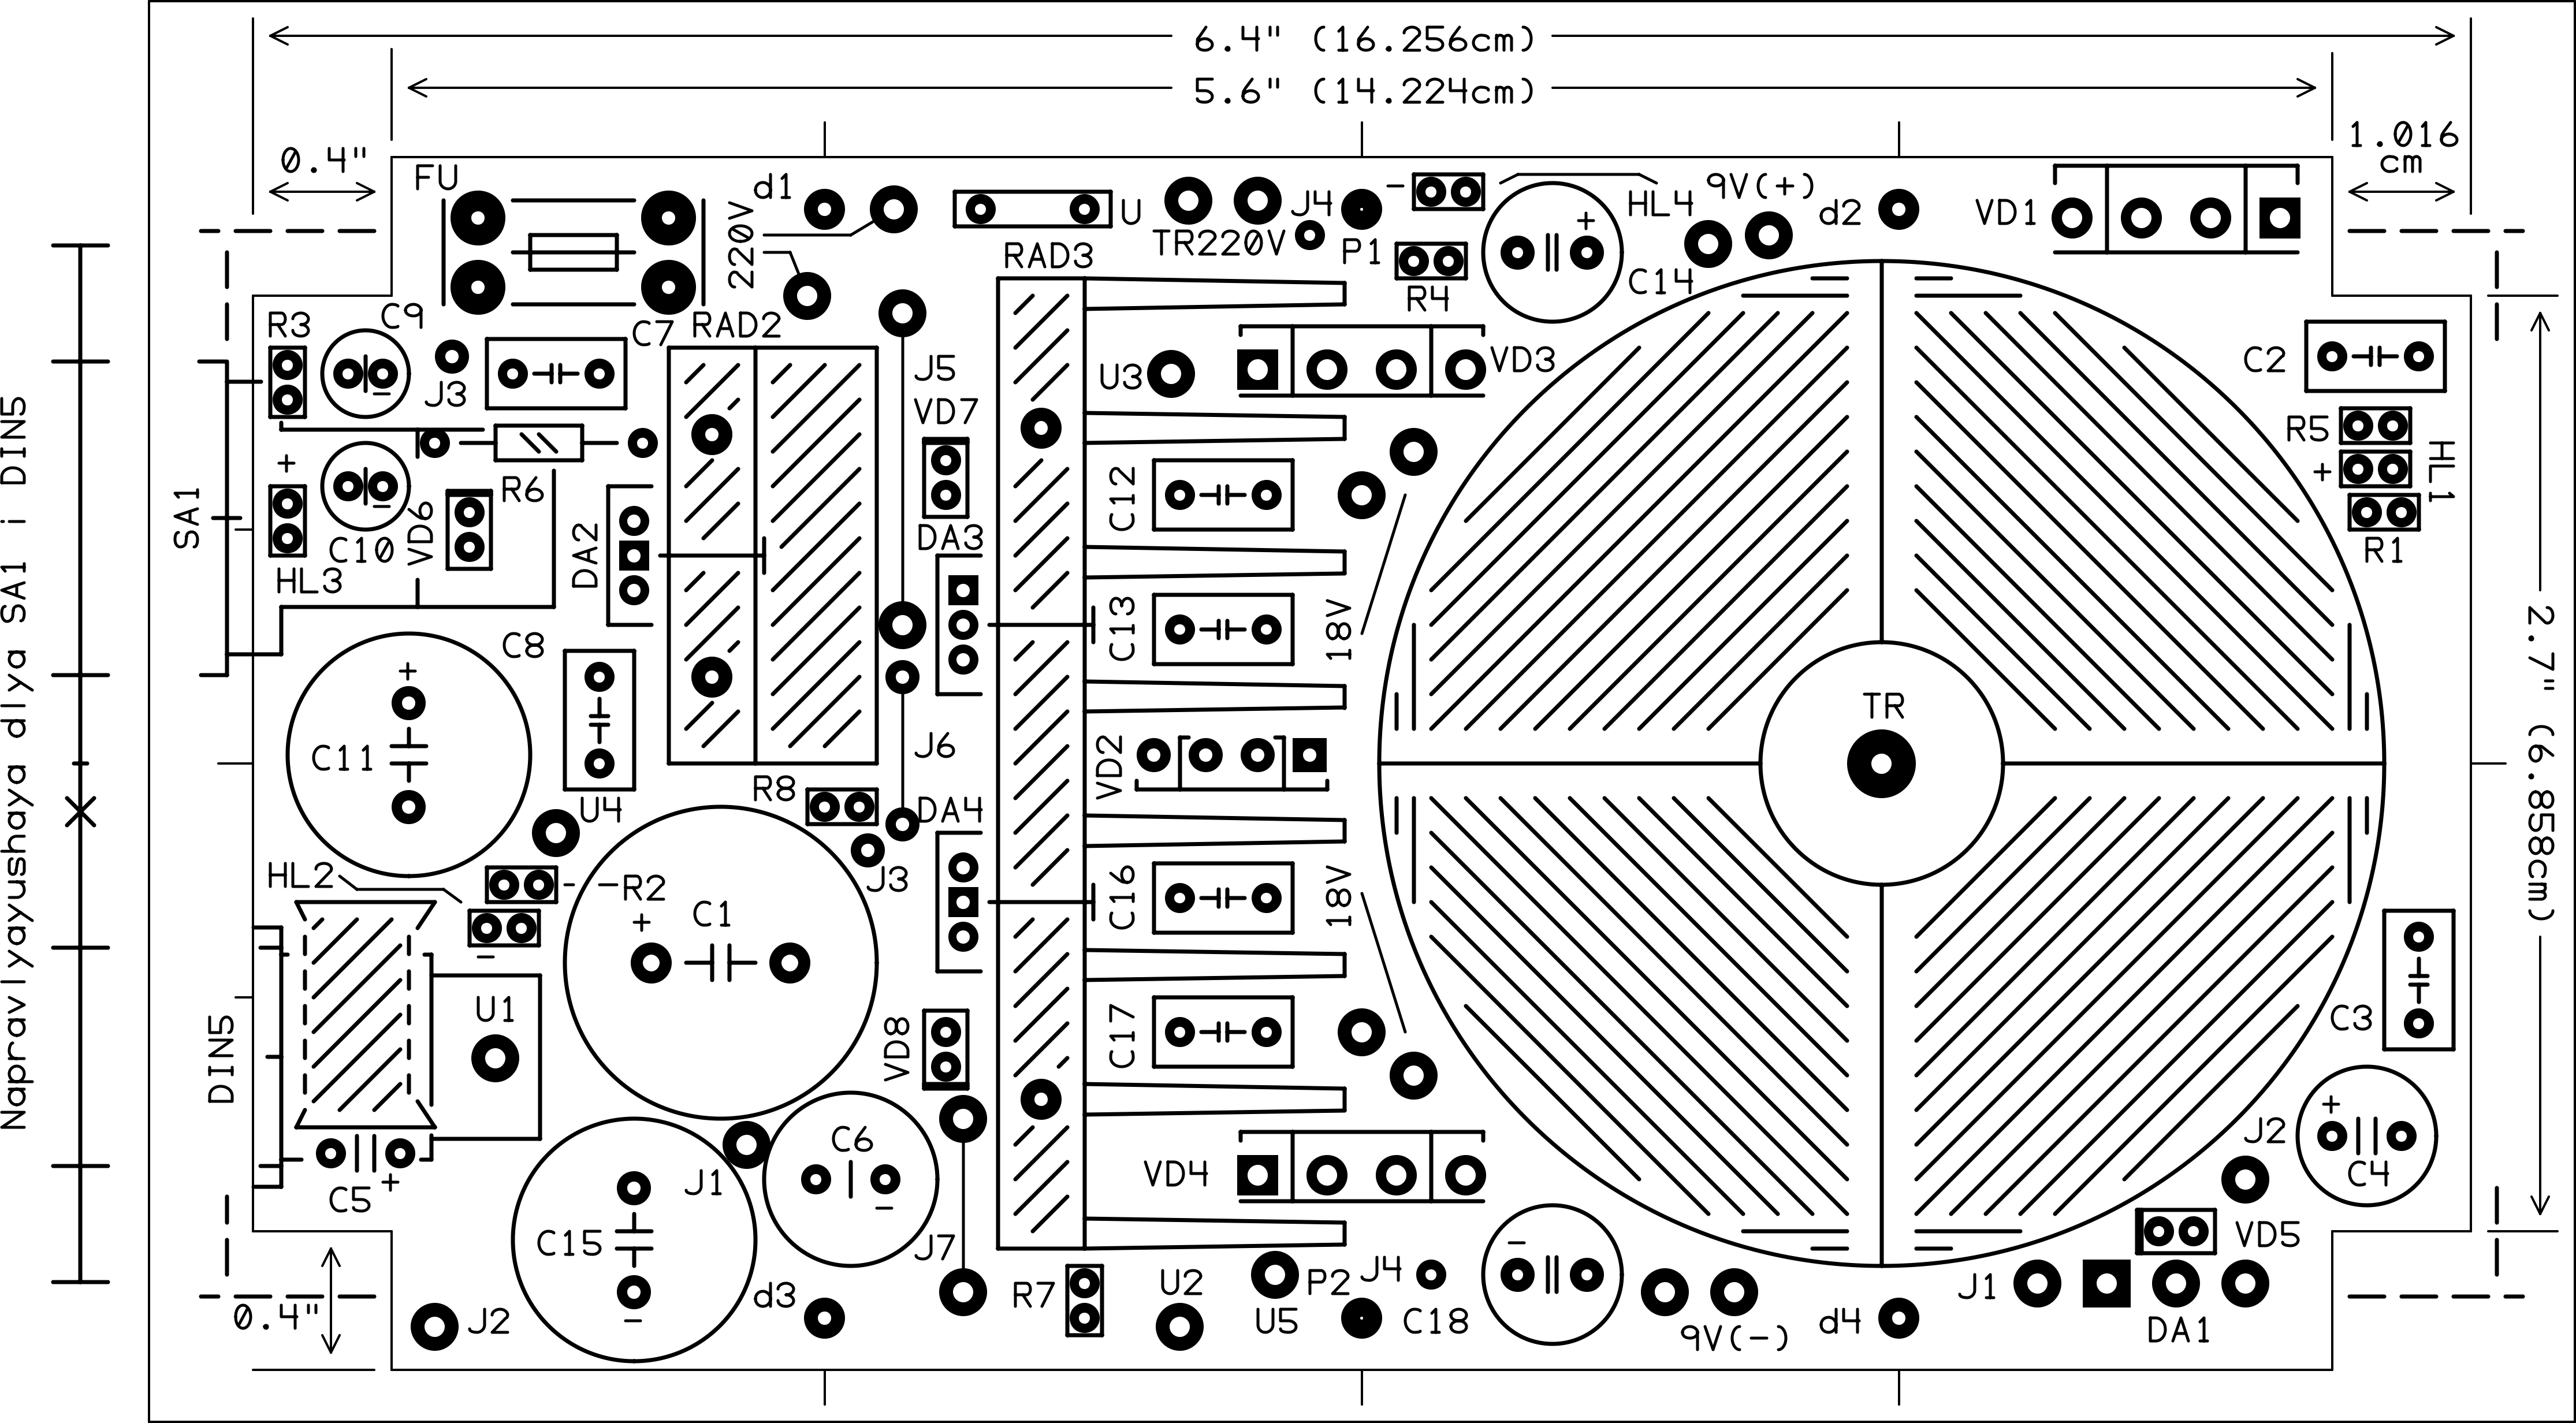 6.4" (16.256cm)
5.6" (14.224cm)
0.4"
1.016
cm
FU
d1
220V
U
TR220V
J4
P1
-
R4
HL4
+
C14
9V(+)
d2
VD1
RAD3
R3
C9
-
J3
C7
RAD2
J5
VD7
U3
VD3
C2
R5
+
HL1
R1
SA1
+
HL3
C10
-
VD6
R6
DA2
DA3
C12
C13
18V
C8
+
C11
U4
J6
R8
DA4
J3
VD2
TR
2.7" (6.858cm)
Napravlyayushaya dlya SA1 i DIN5
HL2
- -R2
-
+
C1
C16
18V
DIN5
U1
VD8
C17
C3
C5
+
J1
C6
-
VD4
J2
+
C4
C15
-
J7
-
VD5
0.4"
J2
d3
R7
U2
U5
P2
J4
C18
9V(-)
d4
J1
DA1